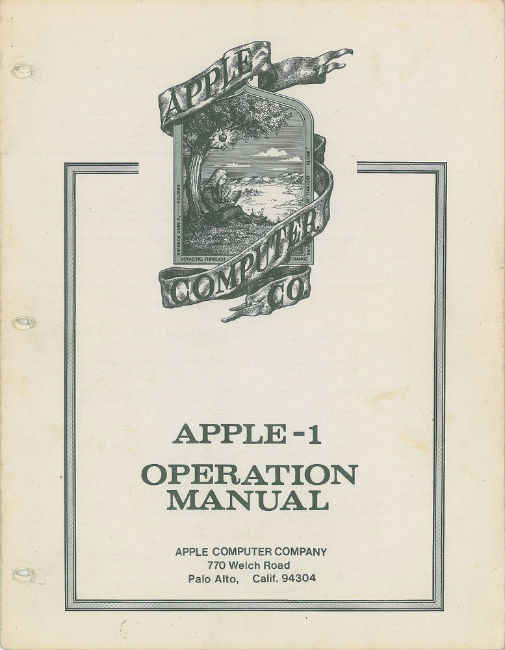 APPLE
COMPUTER
CO.
APPLE-1
OPERATION
MANUAL
APPLE COMPUTER COMPANY
770 Welch Road
Palo Alto, Calif. 94304